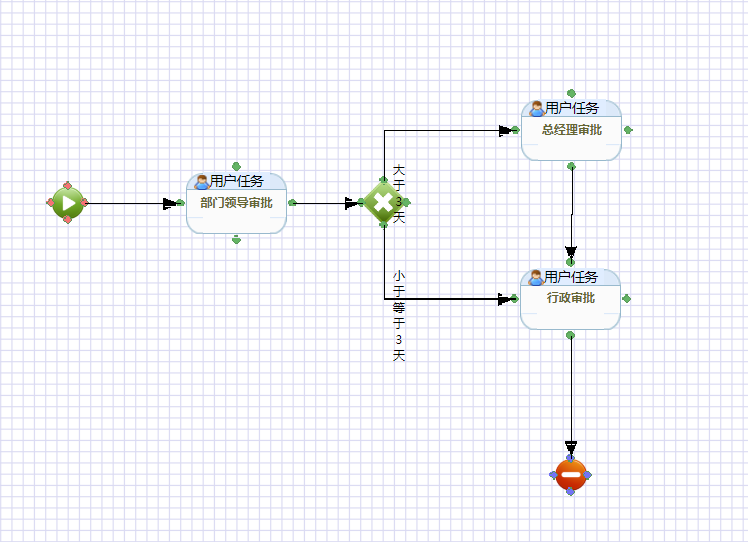 用户任务
部门领导审批
大于3天
小于等于3天
用户任务
总经理审批
用户任务
行政审批